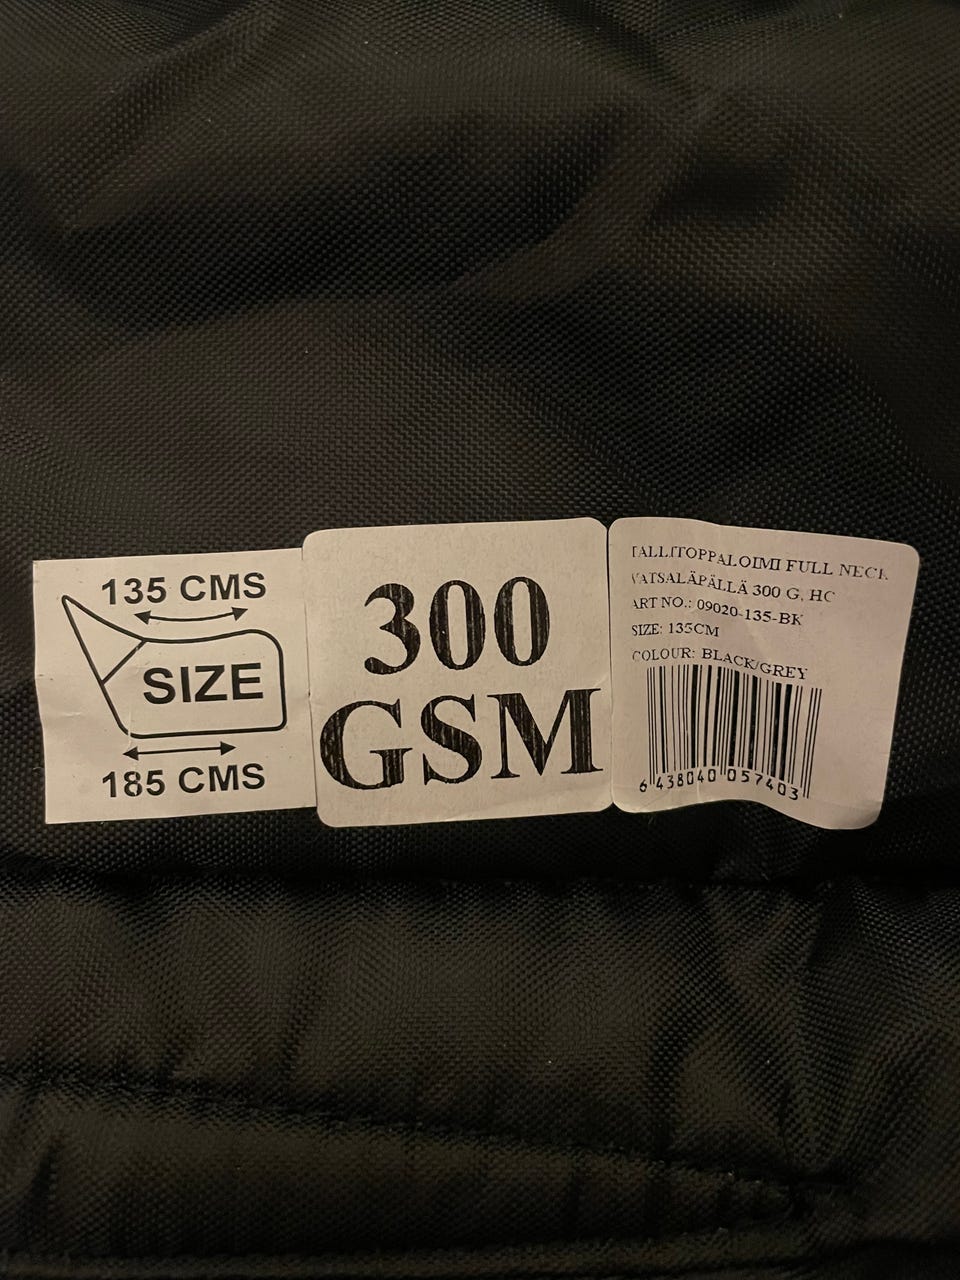 135 CMS
SIZE
185 CMS
300
GSM
TALLITOPPALOIMI FULL NECK
VATSALÄPÄLLÄ 300 G, HC
ART NO.: 09020-135-BK
SIZE: 135CM
COLOUR: BLACK/GREY
6 438040 057403